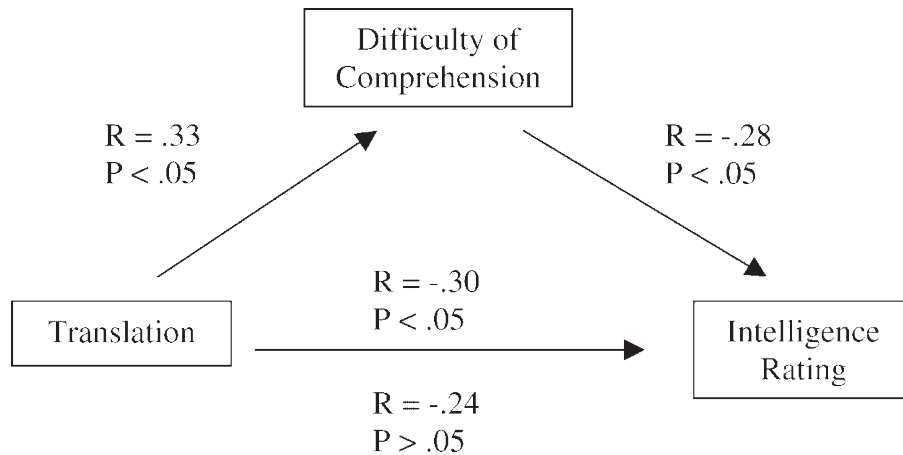 Difficulty of
Comprehension
R = .33
P < .05
R = -.28
P < .05
R = -.30
P < .05
Translation
Intelligence
Rating
R = -.24
P > .05